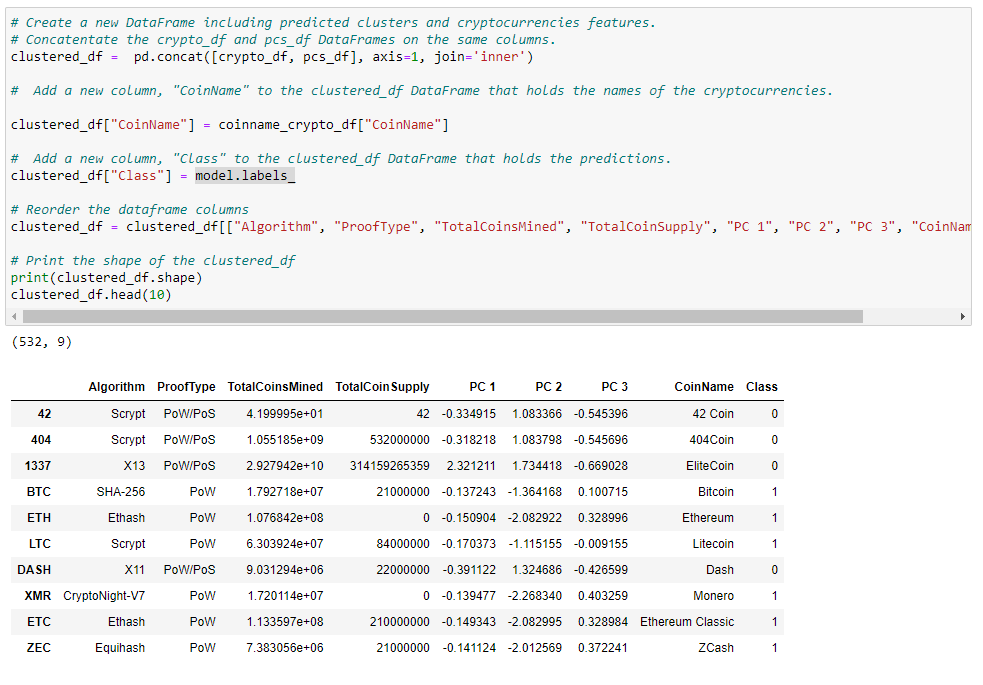 # Create a new DataFrame including predicted clusters and cryptocurrencies features.
# Concatentate the crypto_df and pcs_df DataFrames on the same columns.
clustered_df =  pd.concat([crypto_df, pcs_df], axis=1, join='inner')
#  Add a new column, "CoinName" to the clustered_df DataFrame that holds the names of the cryptocurrencies.
clustered_df["CoinName"] = coinname_crypto_df["CoinName"]
#  Add a new column, "Class" to the clustered_df DataFrame that holds the predictions.
clustered_df["Class"] = model.labels_
# Reorder the dataframe columns
clustered_df = clustered_df[["Algorithm", "ProofType", "TotalCoinsMined", "TotalCoinSupply", "PC 1", "PC 2", "PC 3", "CoinNam
# Print the shape of the clustered_df
print(clustered_df.shape)
clustered_df.head(10)
(532, 9)
Algorithm ProofType TotalCoinsMined TotalCoinSupply PC 1 PC 2 PC 3 CoinName Class
42 Scrypt PoW/PoS 4.199995e+01 42 -0.334915 1.083366 -0.545396 42 Coin 0
404 Scrypt PoW/PoS 1.055185e+09 532000000 -0.318218 1.083798 -0.545696 404Coin 0
1337 X13 PoW/PoS 2.927942e+10 314159265359 2.321211 1.734418 -0.669028 EliteCoin 0
BTC SHA-256 PoW 1.792718e+07 21000000 -0.137243 -1.364168 0.100715 Bitcoin 1
ETH Ethash PoW 1.076842e+08 0 -0.150904 -2.082922 0.328996 Ethereum 1
LTC Scrypt PoW 6.303924e+07 84000000 -0.170373 -1.115155 -0.009155 Litecoin 1
DASH X11 PoW/PoS 9.031294e+06 22000000 -0.391122 1.324686 -0.426599 Dash 0
XMR CryptoNight-V7 PoW 1.720114e+07 0 -0.139477 -2.268340 0.403259 Monero 1
ETC Ethash PoW 1.133597e+08 210000000 -0.149343 -2.082995 0.328984 Ethereum Classic 1
ZEC Equihash PoW 7.383056e+06 21000000 -0.141124 -2.012569 0.372241 ZCash 1